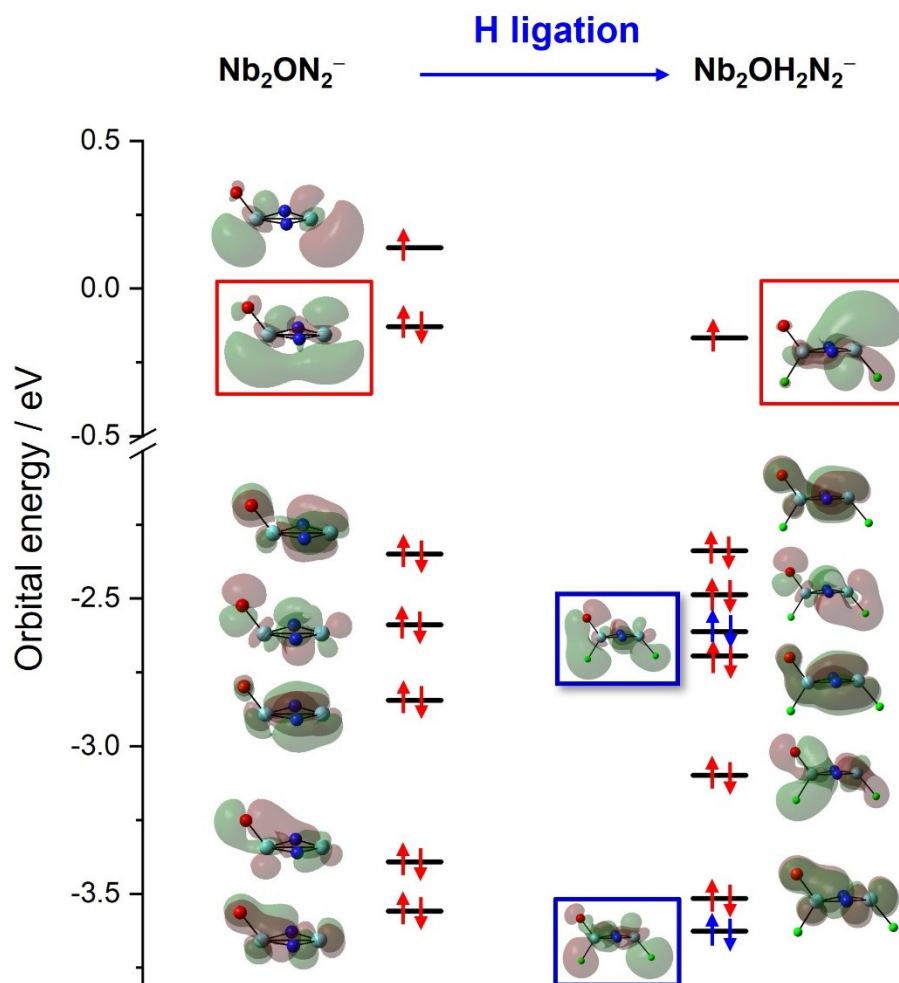 H ligation
Nb₂ON₂⁻
Nb₂OH₂N₂⁻
Orbital energy / eV
0.5
0.0
-0.5
-2.5
-3.0
-3.5